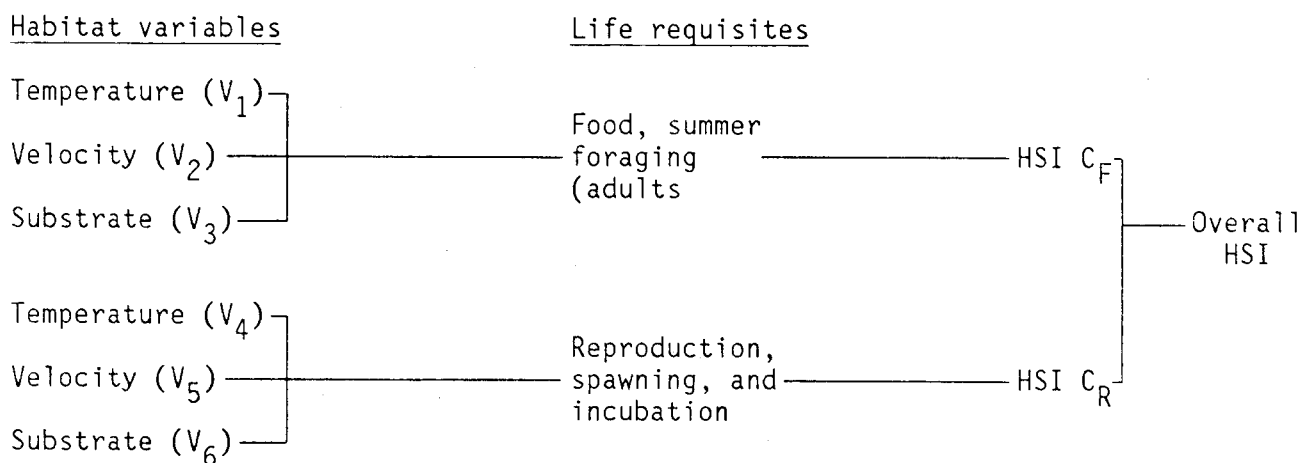 Habitat variables
Life requisites
Temperature (V1)
Velocity (V2)
Substrate (V3)
Food, summer
foraging
(adults
HSI CF
Overall
HSI
Temperature (V4)
Velocity (V5)
Substrate (V6)
Reproduction,
spawning, and
incubation
HSI CR